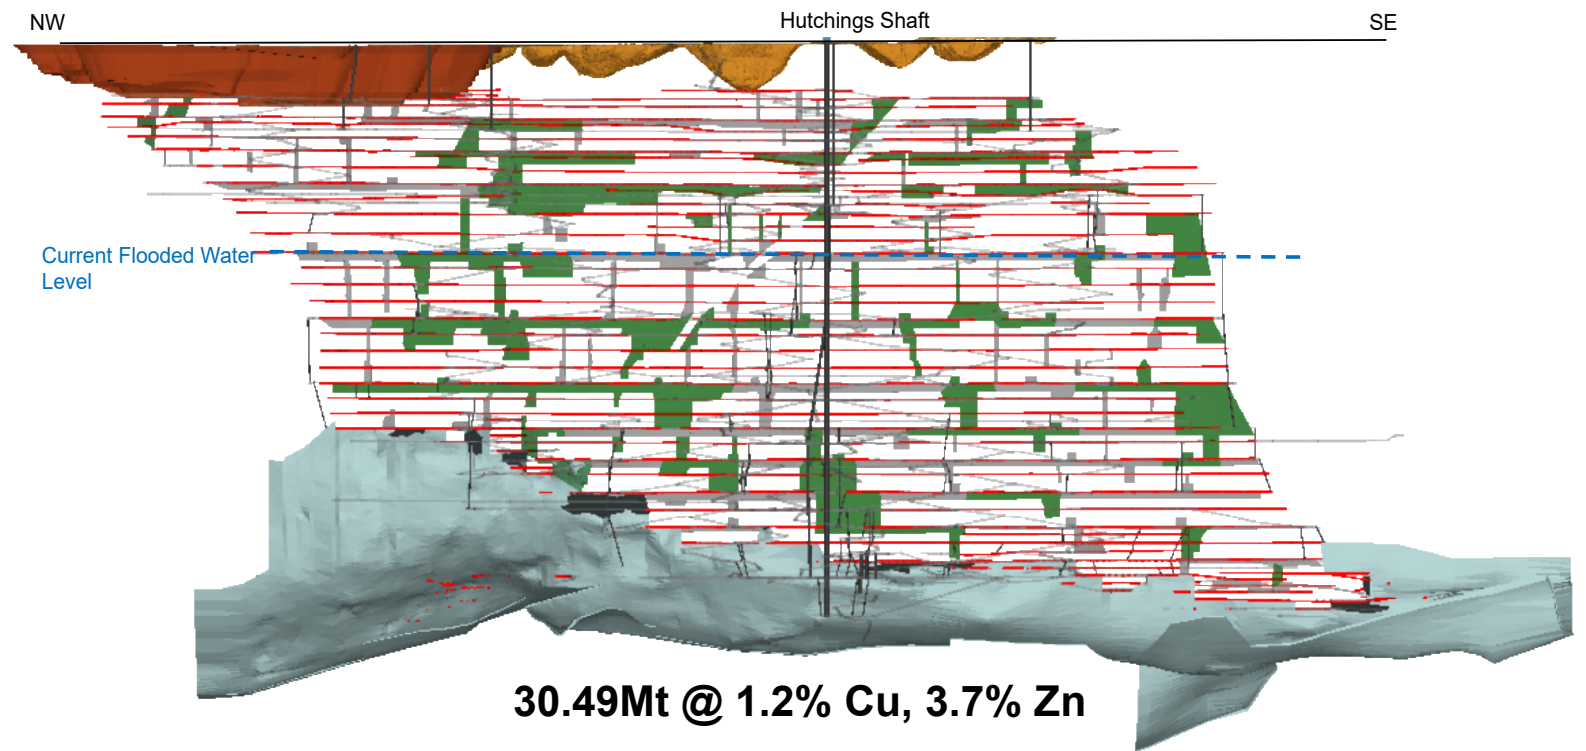 NW
Hutchings Shaft
SE
Current Flooded Water
Level
30.49Mt @ 1.2% Cu, 3.7% Zn